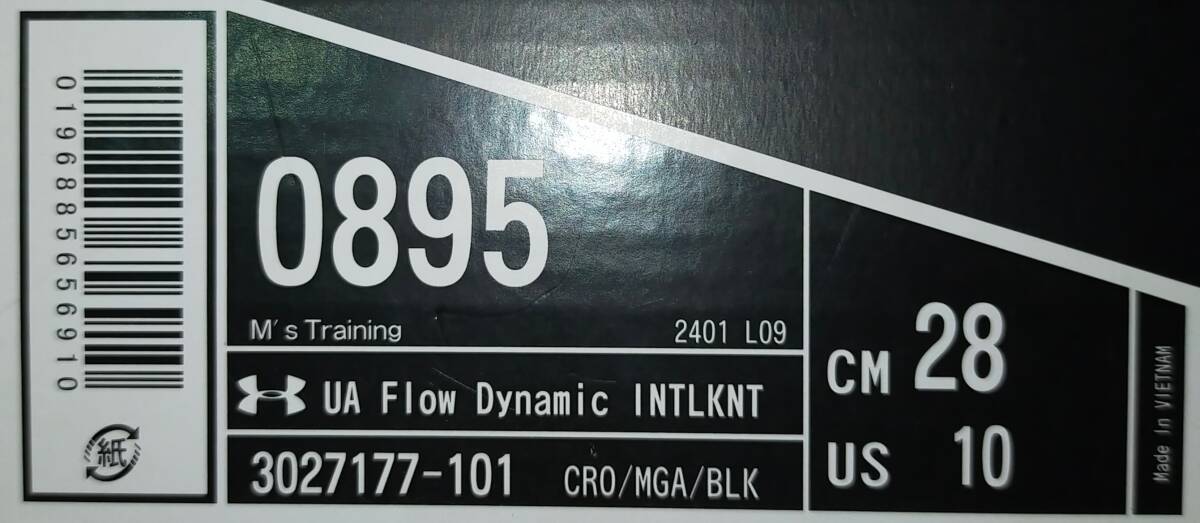 0196885656910
紙
0895
M's Training 2401 L09
UA Flow Dynamic INTLKNT
3027177-101 CRO/MGA/BLK
CM 28
US 10
Made In VIETNAM